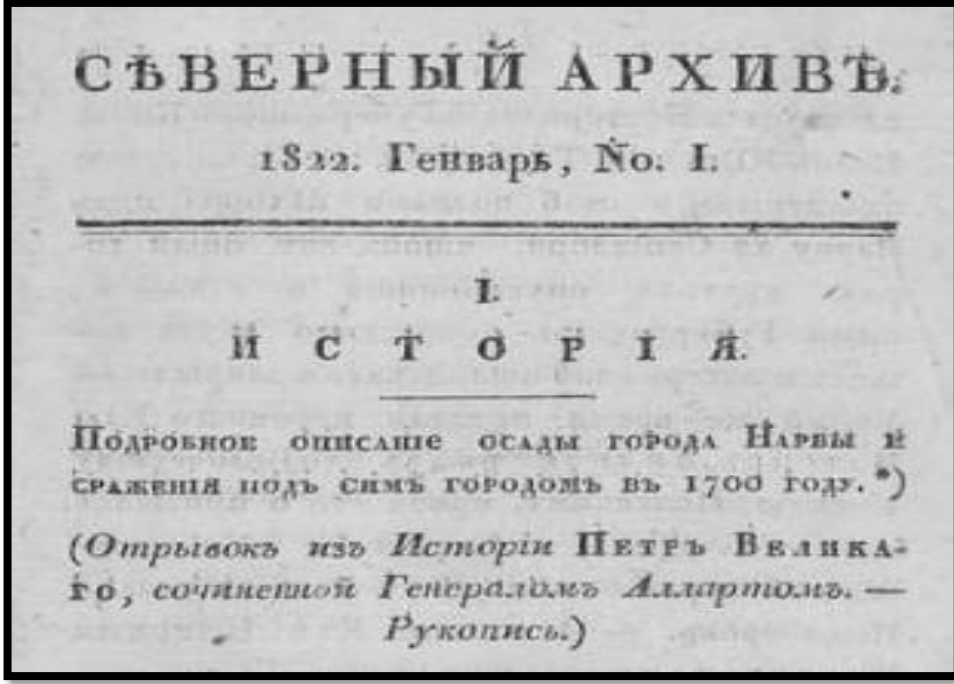 СѢВЕРНЫЙ АРХИВЪ.
1822. Генварь, No. I.
I.
ИСТОРІЯ.
Подробное описаніе осады города Нарвы и
сраженія подъ симъ городомъ въ 1700 году. *)
(Отрывокъ изъ Исторіи Петръ Велика-
го, сочиненной Генераломъ Аллартомъ. —
Рукопись.)